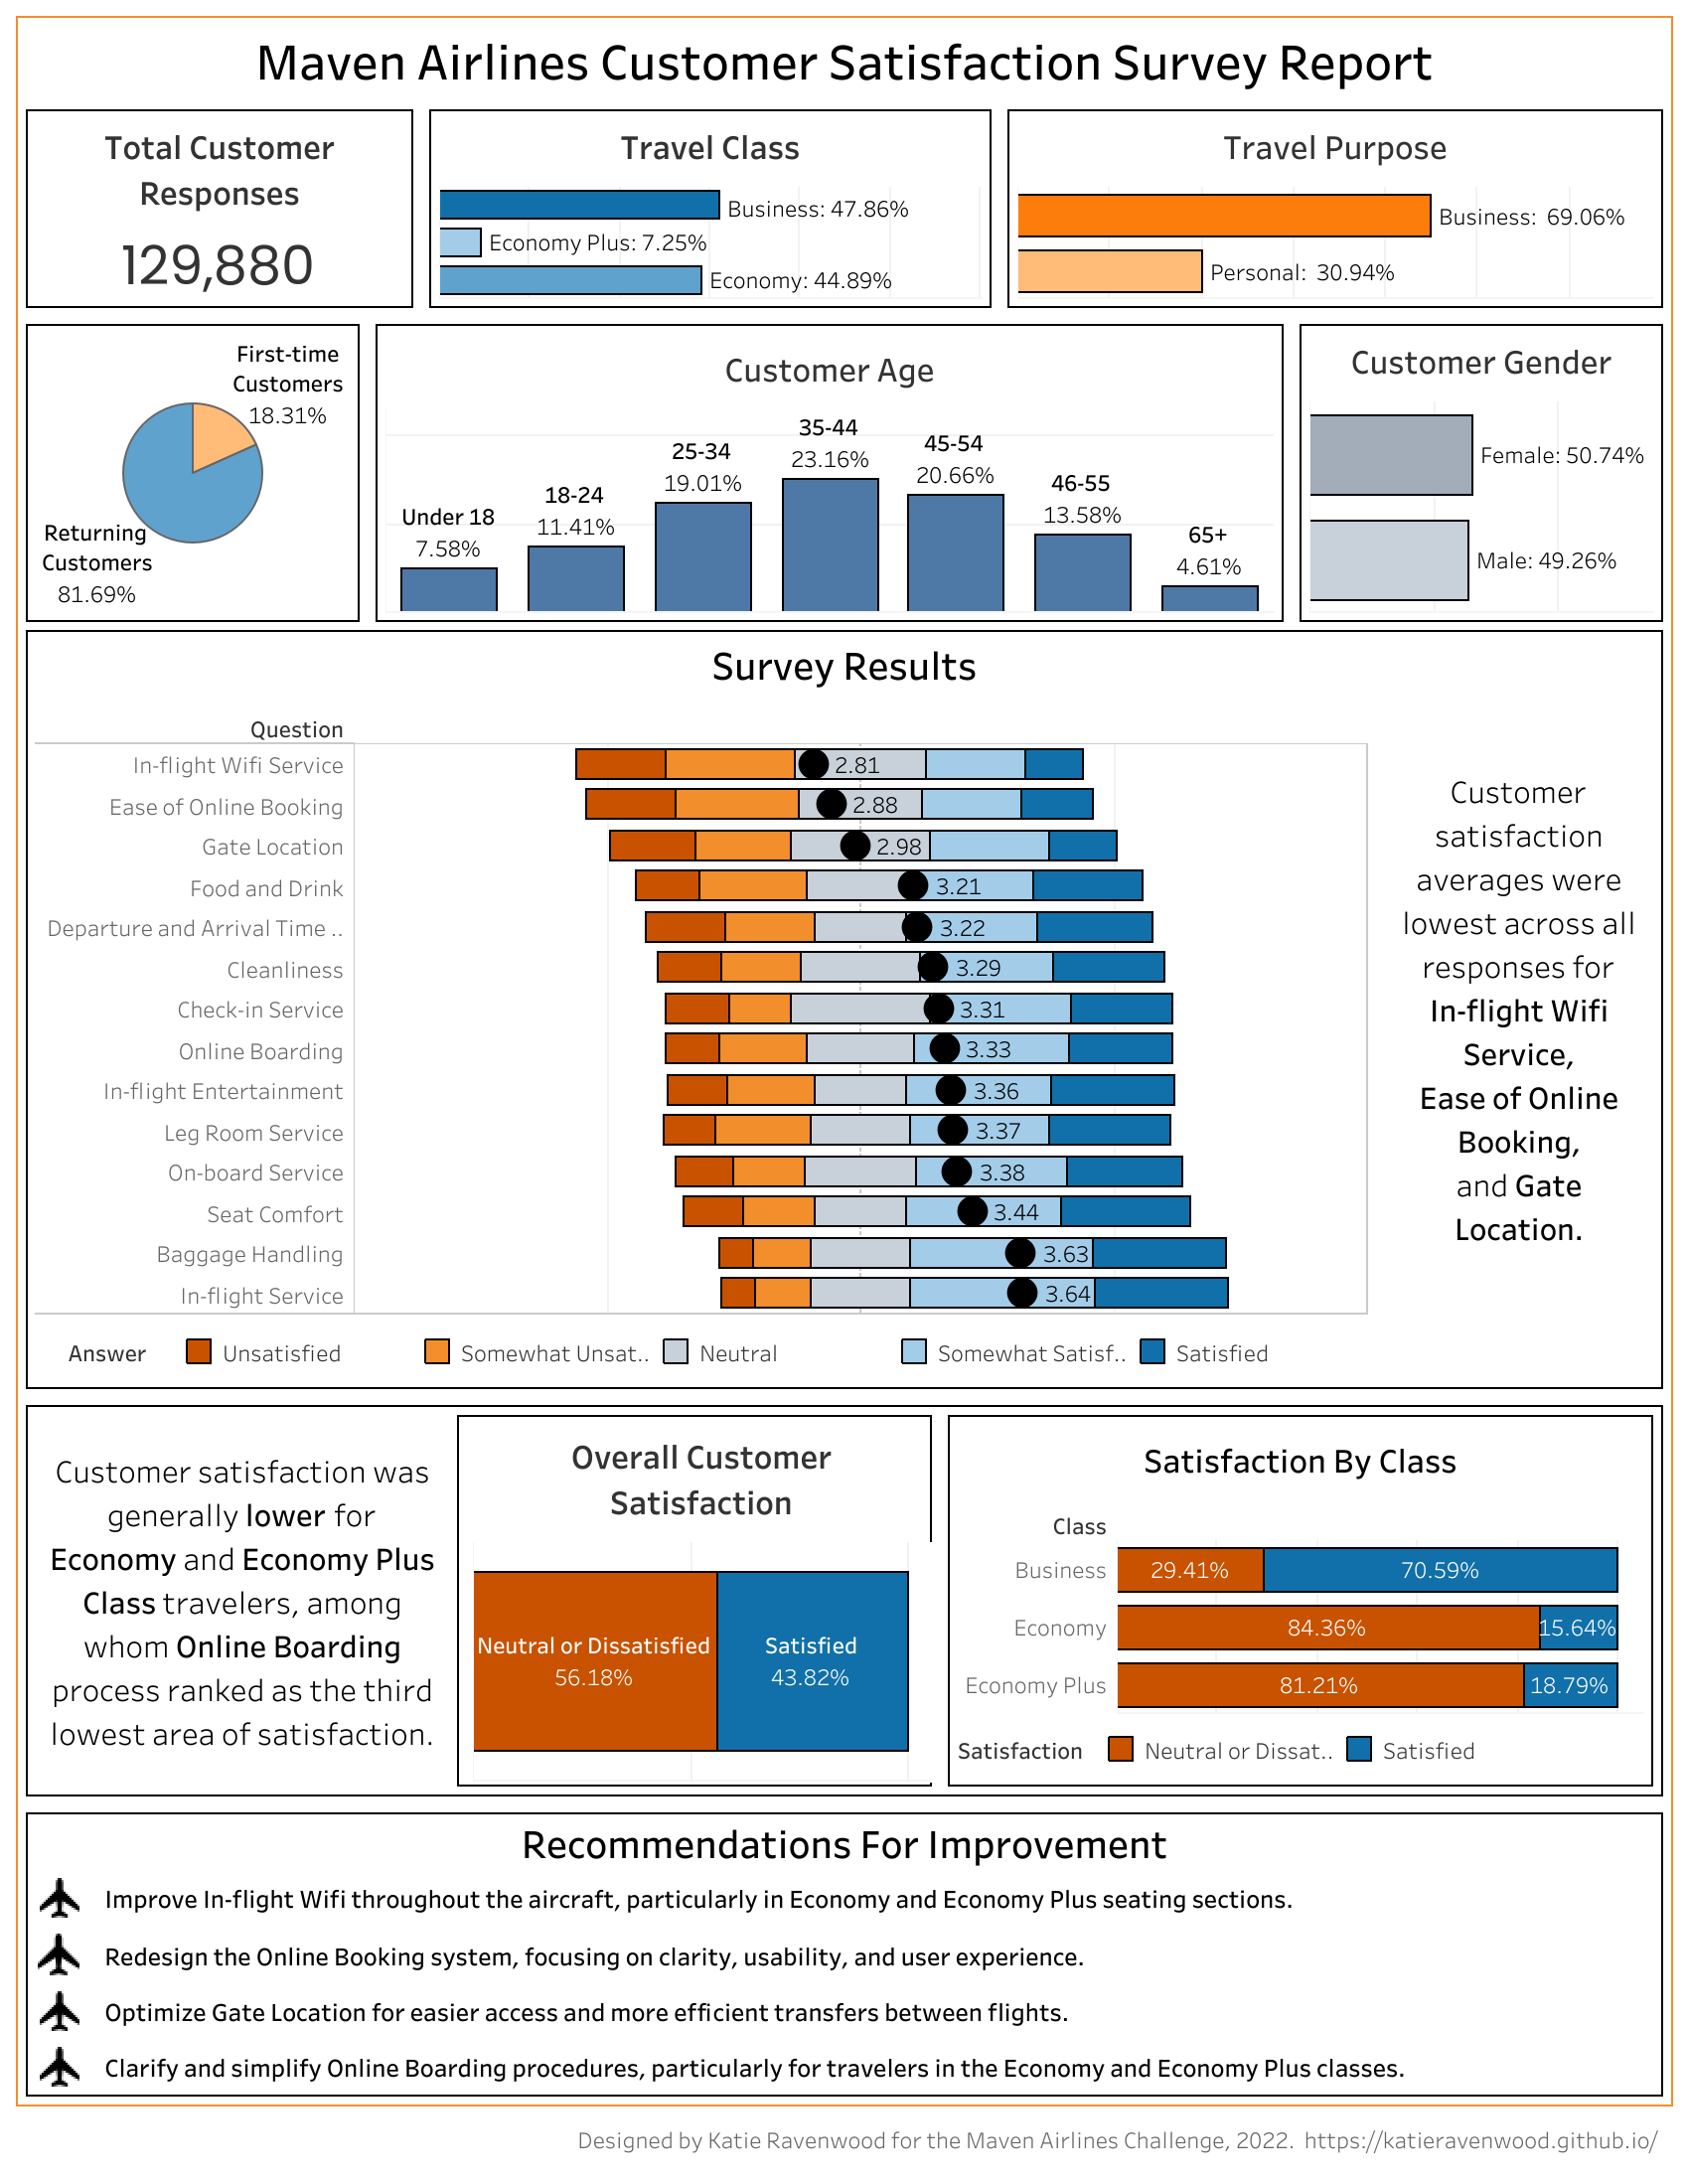 Maven Airlines Customer Satisfaction Survey Report
Total Customer
Responses
129,880
Travel Class
Business: 47.86%
Economy Plus: 7.25%
Economy: 44.89%
Travel Purpose
Business: 69.06%
Personal: 30.94%
First-time
Customers
18.31%
Returning
Customers
81.69%
Customer Age
Under 18
7.58%
18-24
11.41%
25-34
19.01%
35-44
23.16%
45-54
20.66%
46-55
13.58%
65+
4.61%
Customer Gender
Female: 50.74%
Male: 49.26%
Survey Results
Question
In-flight Wifi Service 2.81
Ease of Online Booking 2.88
Gate Location 2.98
Food and Drink 3.21
Departure and Arrival Time .. 3.22
Cleanliness 3.29
Check-in Service 3.31
Online Boarding 3.33
In-flight Entertainment 3.36
Leg Room Service 3.37
On-board Service 3.38
Seat Comfort 3.44
Baggage Handling 3.63
In-flight Service 3.64
Answer Unsatisfied Somewhat Unsat.. Neutral Somewhat Satisf.. Satisfied
Customer
satisfaction
averages were
lowest across all
responses for
In-flight Wifi
Service,
Ease of Online
Booking,
and Gate
Location.
Customer satisfaction was
generally lower for
Economy and Economy Plus
Class travelers, among
whom Online Boarding
process ranked as the third
lowest area of satisfaction.
Overall Customer
Satisfaction
Neutral or Dissatisfied
56.18%
Satisfied
43.82%
Satisfaction By Class
Class
Business 29.41% 70.59%
Economy 84.36% 15.64%
Economy Plus 81.21% 18.79%
Satisfaction Neutral or Dissat.. Satisfied
Recommendations For Improvement
Improve In-flight Wifi throughout the aircraft, particularly in Economy and Economy Plus seating sections.
Redesign the Online Booking system, focusing on clarity, usability, and user experience.
Optimize Gate Location for easier access and more efficient transfers between flights.
Clarify and simplify Online Boarding procedures, particularly for travelers in the Economy and Economy Plus classes.
Designed by Katie Ravenwood for the Maven Airlines Challenge, 2022. https://katieravenwood.github.io/